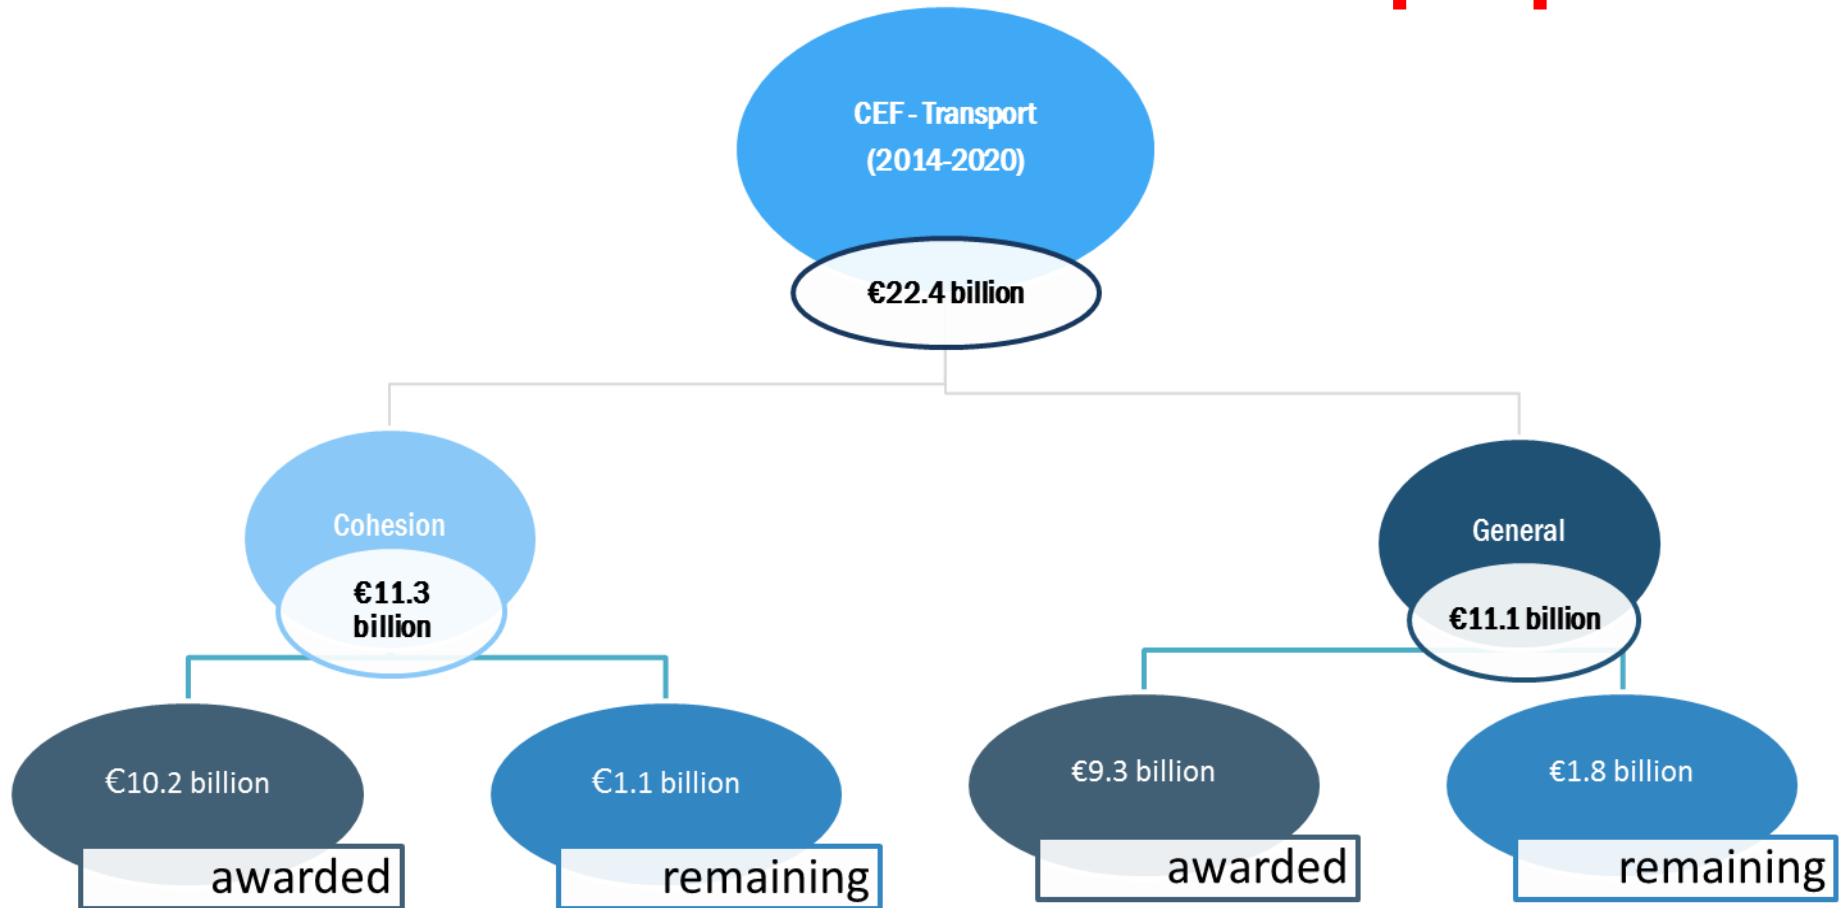 CEF - Transport
(2014-2020)
€22.4 billion
Cohesion
€11.3
billion
General
€11.1 billion
€10.2 billion
awarded
€1.1 billion
remaining
€9.3 billion
awarded
€1.8 billion
remaining